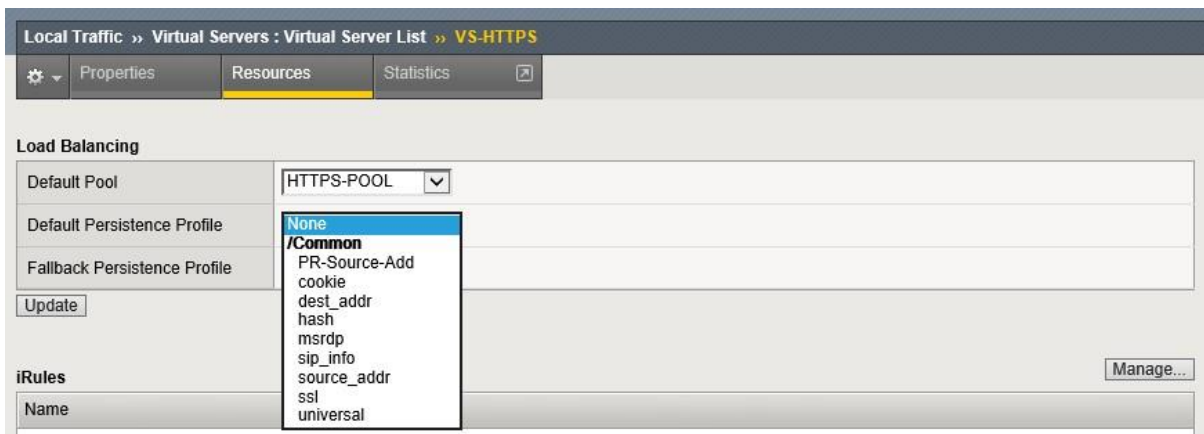 Local Traffic ›› Virtual Servers : Virtual Server List ›› VS-HTTPS
Properties Resources Statistics
Load Balancing
Default Pool HTTPS-POOL
Default Persistence Profile None
/Common
PR-Source-Add
Fallback Persistence Profile
cookie
dest_addr
Update
hash
msrdp
sip_info
source_addr
Manage...
iRules
ssl
Name
universal